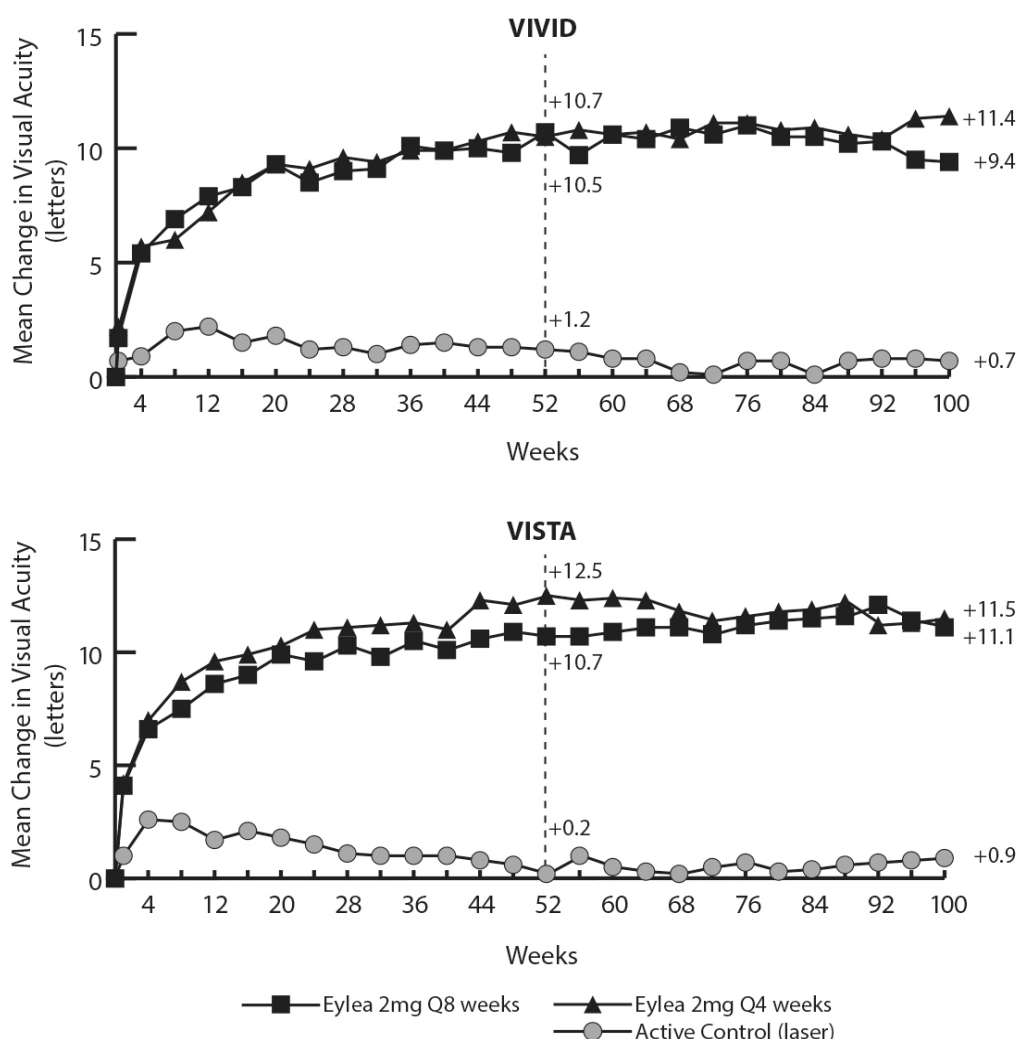 VIVID
Mean Change in Visual Acuity
(letters)
15
10
5
0
+10.7
+10.5
+1.2
+11.4
+9.4
+0.7
4 12 20 28 36 44 52 60 68 76 84 92 100
Weeks
VISTA
Mean Change in Visual Acuity
(letters)
15
10
5
0
+12.5
+10.7
+0.2
+11.5
+11.1
+0.9
4 12 20 28 36 44 52 60 68 76 84 92 100
Weeks
Eylea 2mg Q8 weeks Eylea 2mg Q4 weeks
Active Control (laser)